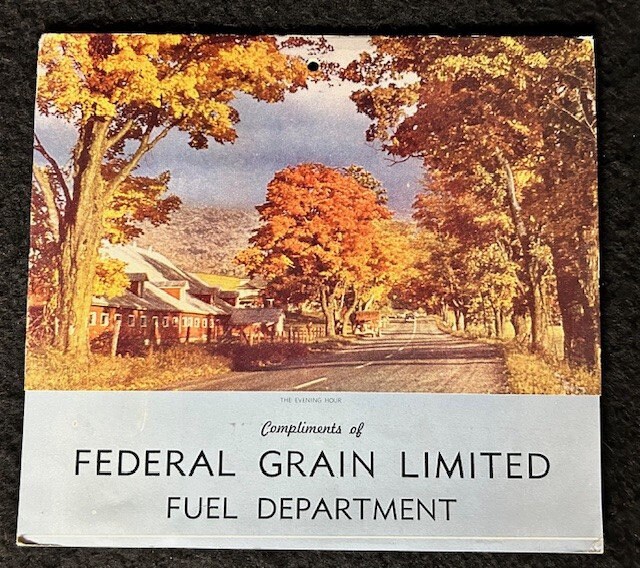 THE EVENING HOUR
Compliments of
FEDERAL GRAIN LIMITED
FUEL DEPARTMENT